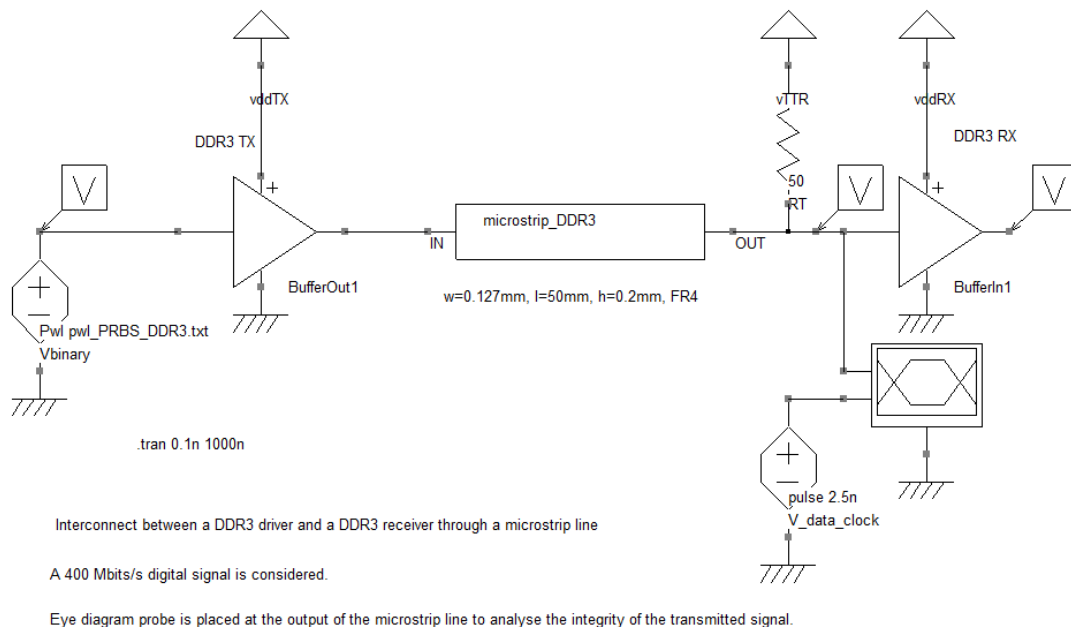 vddTX
vTTR
vddRX
DDR3 TX
DDR3 RX
V
V
V
+
+
50
RT
microstrip_DDR3
IN
OUT
+
BufferOut1
BufferIn1
w=0.127mm, l=50mm, h=0.2mm, FR4
Pwl pwl_PRBS_DDR3.txt
Vbinary
.tran 0.1n 1000n
+
pulse 2.5n
V_data_clock
Interconnect between a DDR3 driver and a DDR3 receiver through a microstrip line
A 400 Mbits/s digital signal is considered.
Eye diagram probe is placed at the output of the microstrip line to analyse the integrity of the transmitted signal.